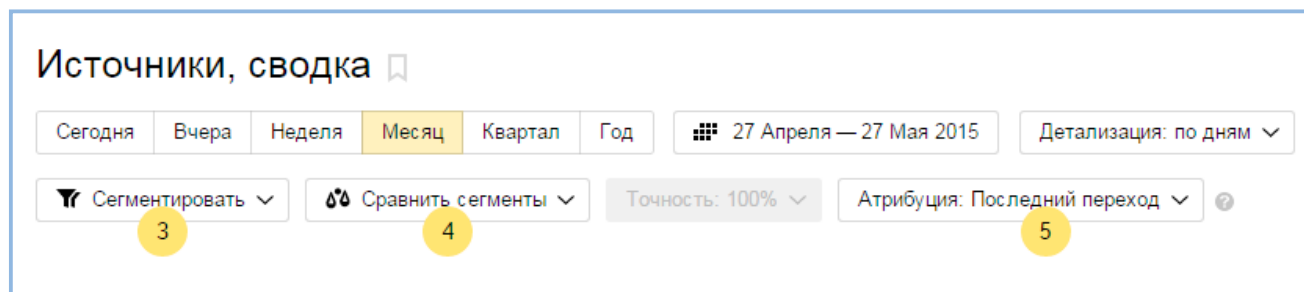 Источники, сводка
Сегодня Вчера Неделя Месяц Квартал Год 27 Апреля — 27 Мая 2015 Детализация: по дням
Сегментировать Сравнить сегменты Точность: 100% Атрибуция: Последний переход ?
3 4 5